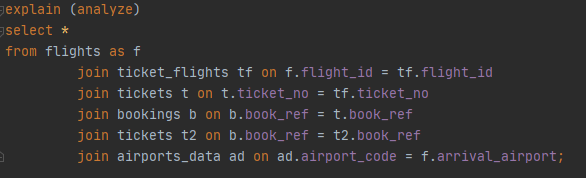 explain (analyze)
select *
from flights as f
join ticket_flights tf on f.flight_id = tf.flight_id
join tickets t on t.ticket_no = tf.ticket_no
join bookings b on b.book_ref = t.book_ref
join tickets t2 on b.book_ref = t2.book_ref
join airports_data ad on ad.airport_code = f.arrival_airport;